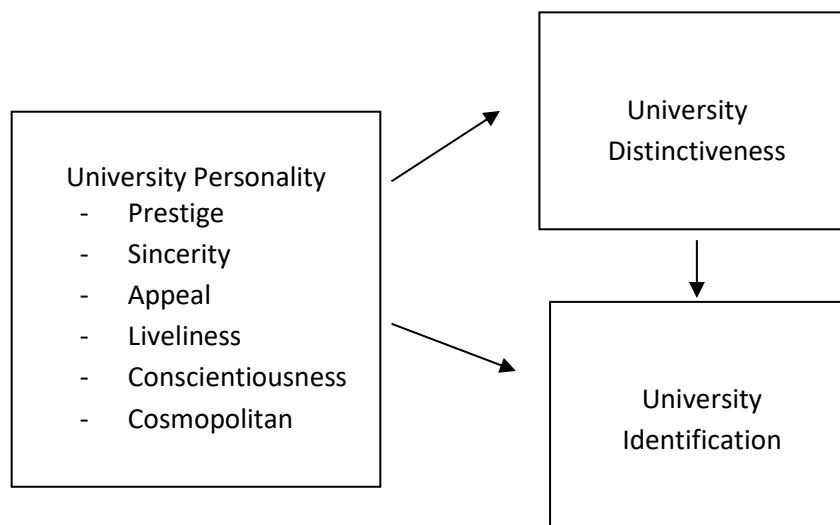 University Personality
- Prestige
- Sincerity
- Appeal
- Liveliness
- Conscientiousness
- Cosmopolitan
University
Distinctiveness
University
Identification